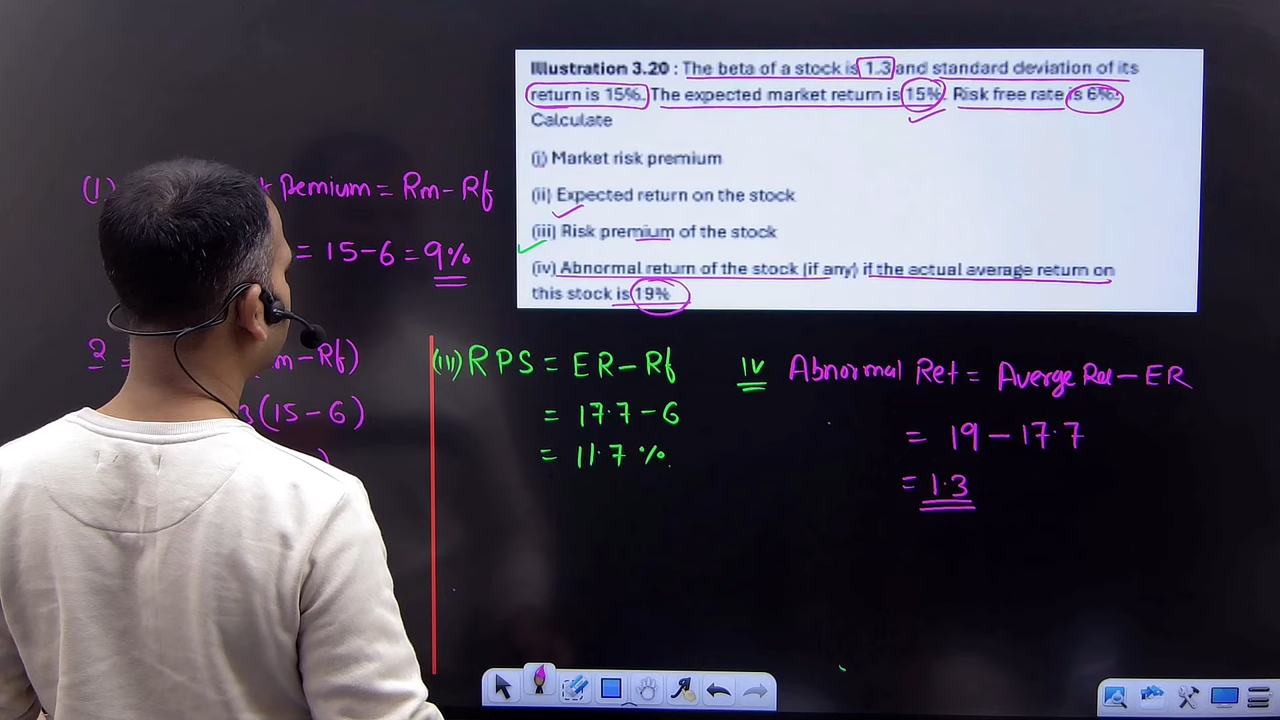 Illustration 3.20 : The beta of a stock is 1.3 and standard deviation of its
return is 15%. The expected market return is 15%. Risk free rate is 6%.
Calculate
(i) Market risk premium
(ii) Expected return on the stock
(iii) Risk premium of the stock
(iv) Abnormal return of the stock (if any) if the actual average return on
this stock is 19%
(1) Pemium = Rm - Rf
= 15 - 6 = 9%
2 = m - Rf)
3(15 - 6)
)
(iii) RPS = ER - Rf
= 17.7 - 6
= 11.7 %.
iv Abnormal Ret = Averge Ret - ER
= 19 - 17.7
= 1.3